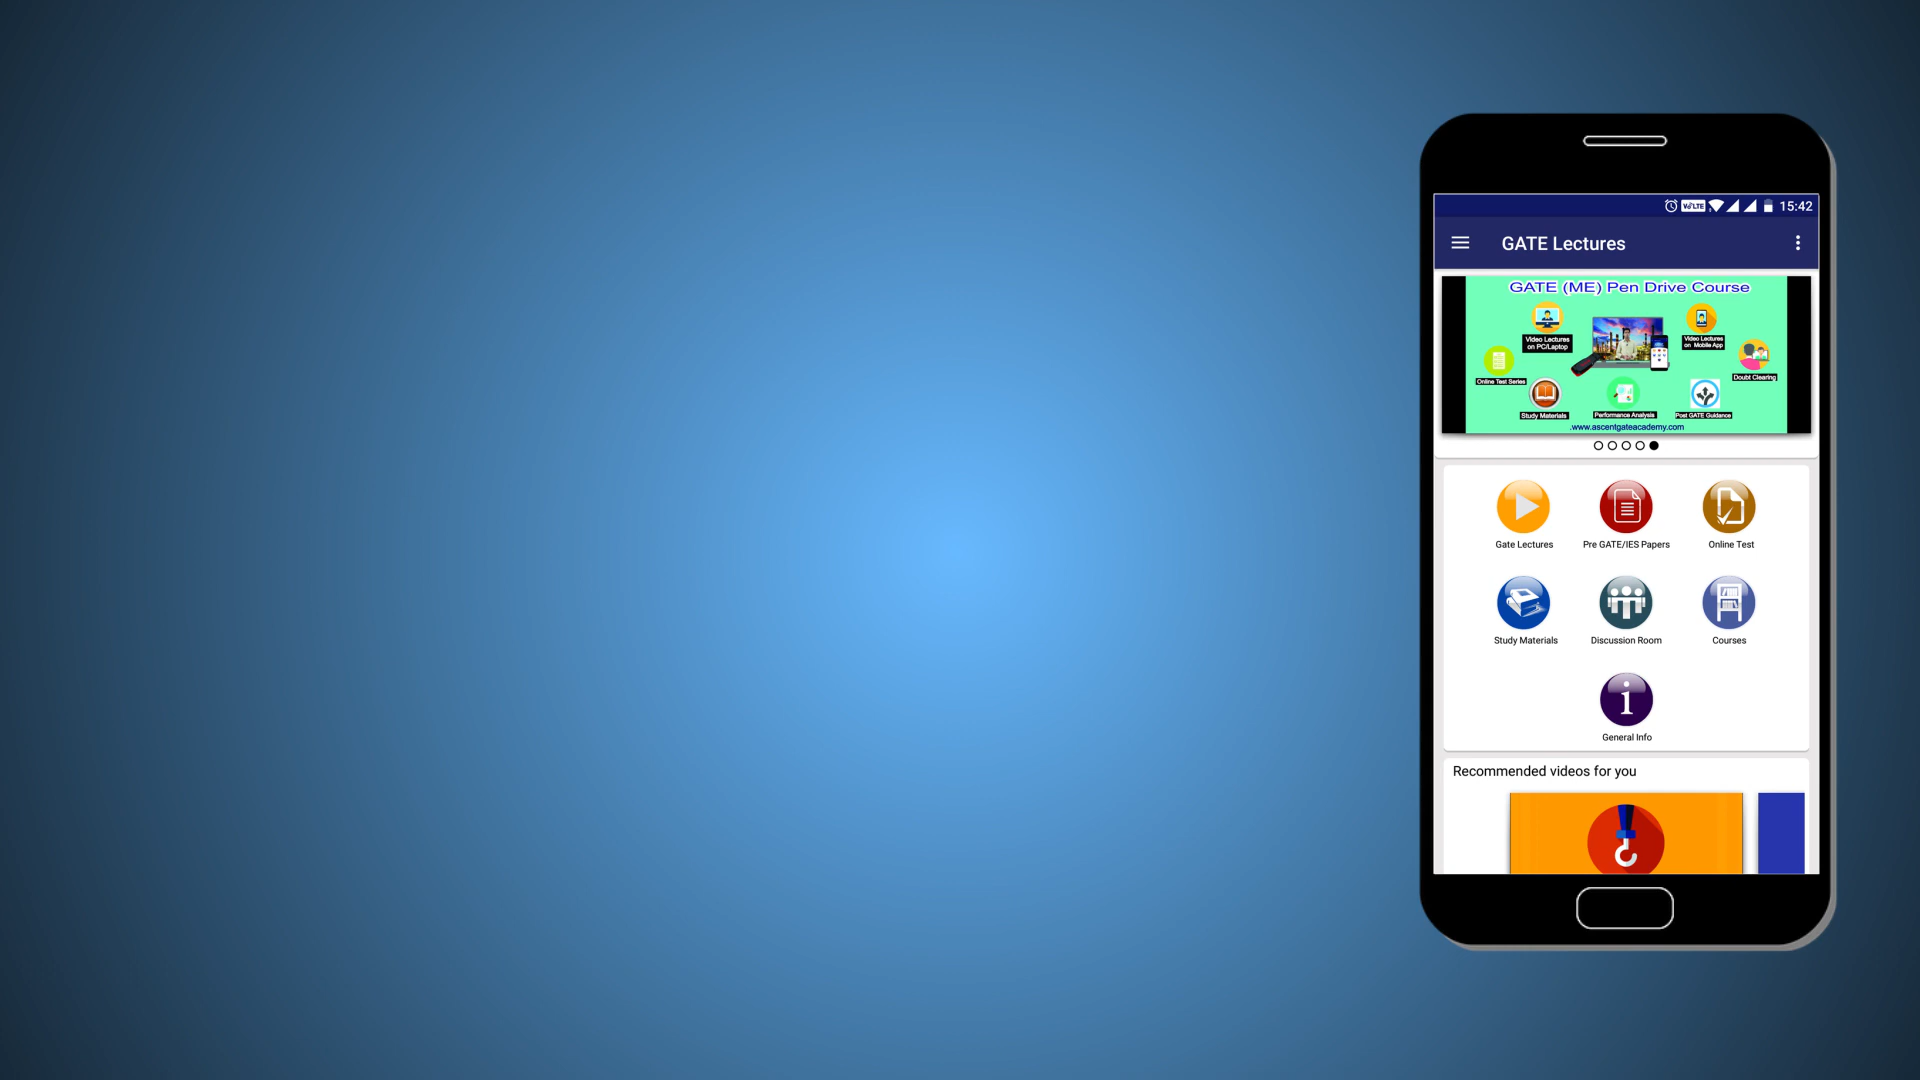 VoLTE 15:42
GATE Lectures
GATE (ME) Pen Drive Course
Video Lectures
on PC/Laptop
Video Lectures
on Mobile App
Online Test Series
Doubt Clearing
Study Materials
Performance Analysis
Post GATE Guidance
.www.ascentgateacademy.com
Gate Lectures
Pre GATE/IES Papers
Online Test
Study Materials
Discussion Room
Courses
i
General Info
Recommended videos for you